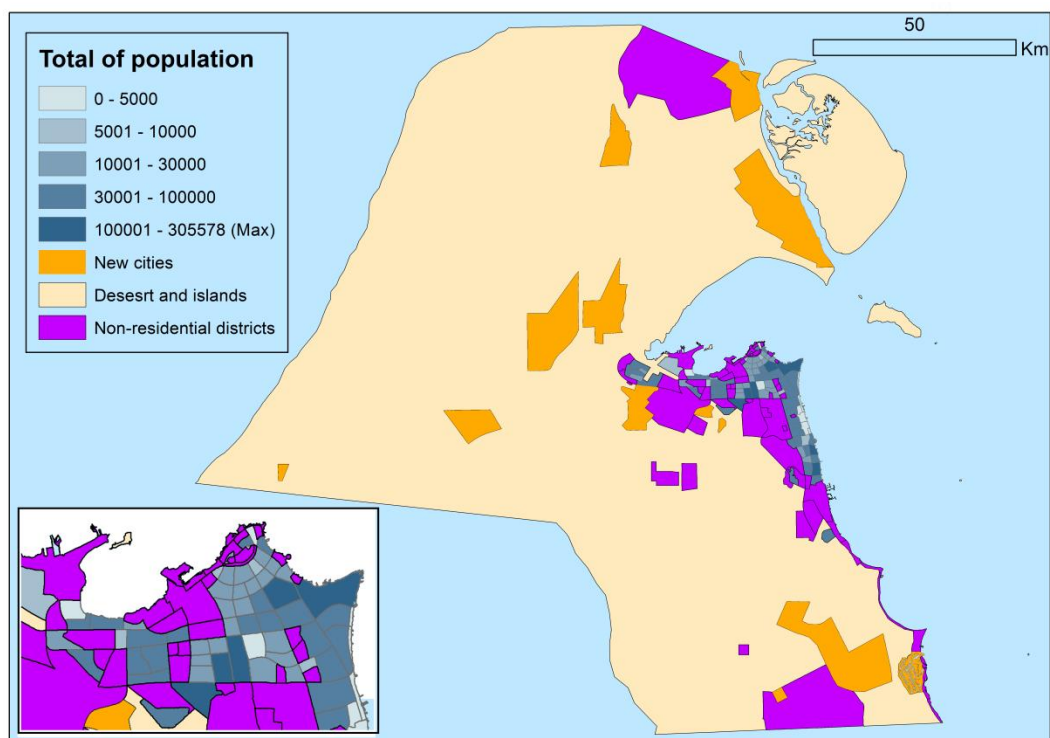 50
Km
Total of population
0 - 5000
5001 - 10000
10001 - 30000
30001 - 100000
100001 - 305578 (Max)
New cities
Desesrt and islands
Non-residential districts